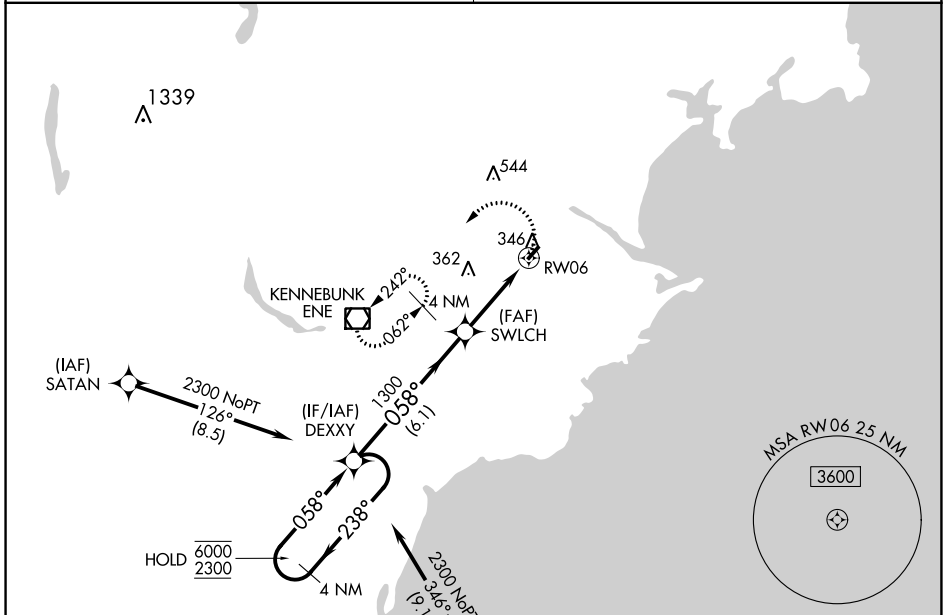 1339
544
346
RW06
362
242°
KENNEBUNK
ENE
4 NM
062°
(FAF)
SWLCH
(IAF)
SATAN
2300 NoPT
126°
(8.5)
1300
058°
(6.1)
(IF/IAF)
DEXXY
MSA RW06 25 NM
3600
058°
238°
HOLD
6000
2300
4 NM
2300 NoPT
346°